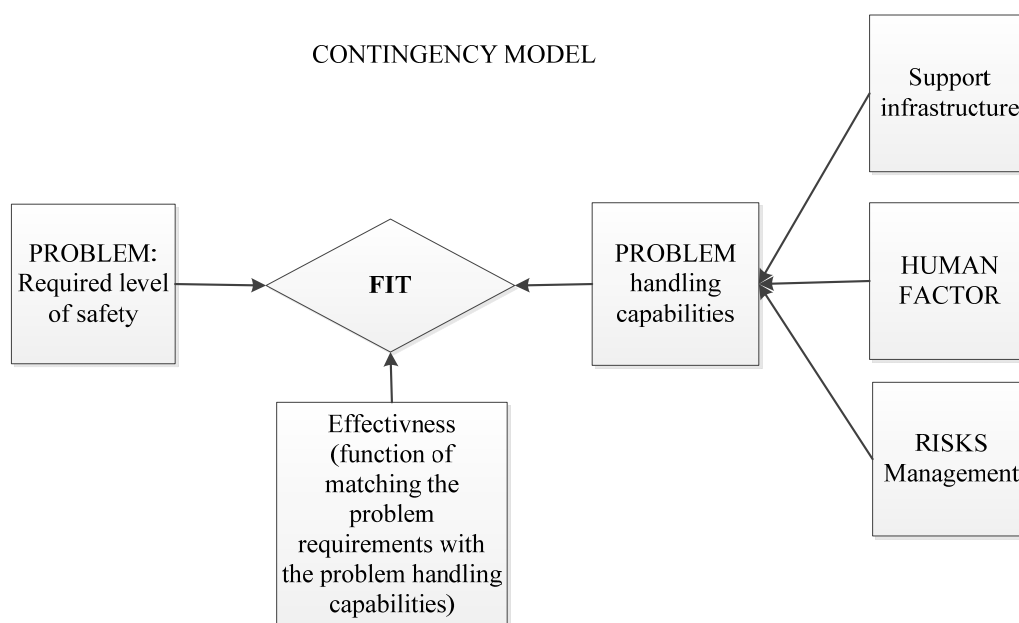 CONTINGENCY MODEL
PROBLEM:
Required level
of safety
FIT
PROBLEM
handling
capabilities
Support
infrastructure
HUMAN
FACTOR
RISKS
Management
Effectivness
(function of
matching the
problem
requirements with
the problem handling
capabilities)